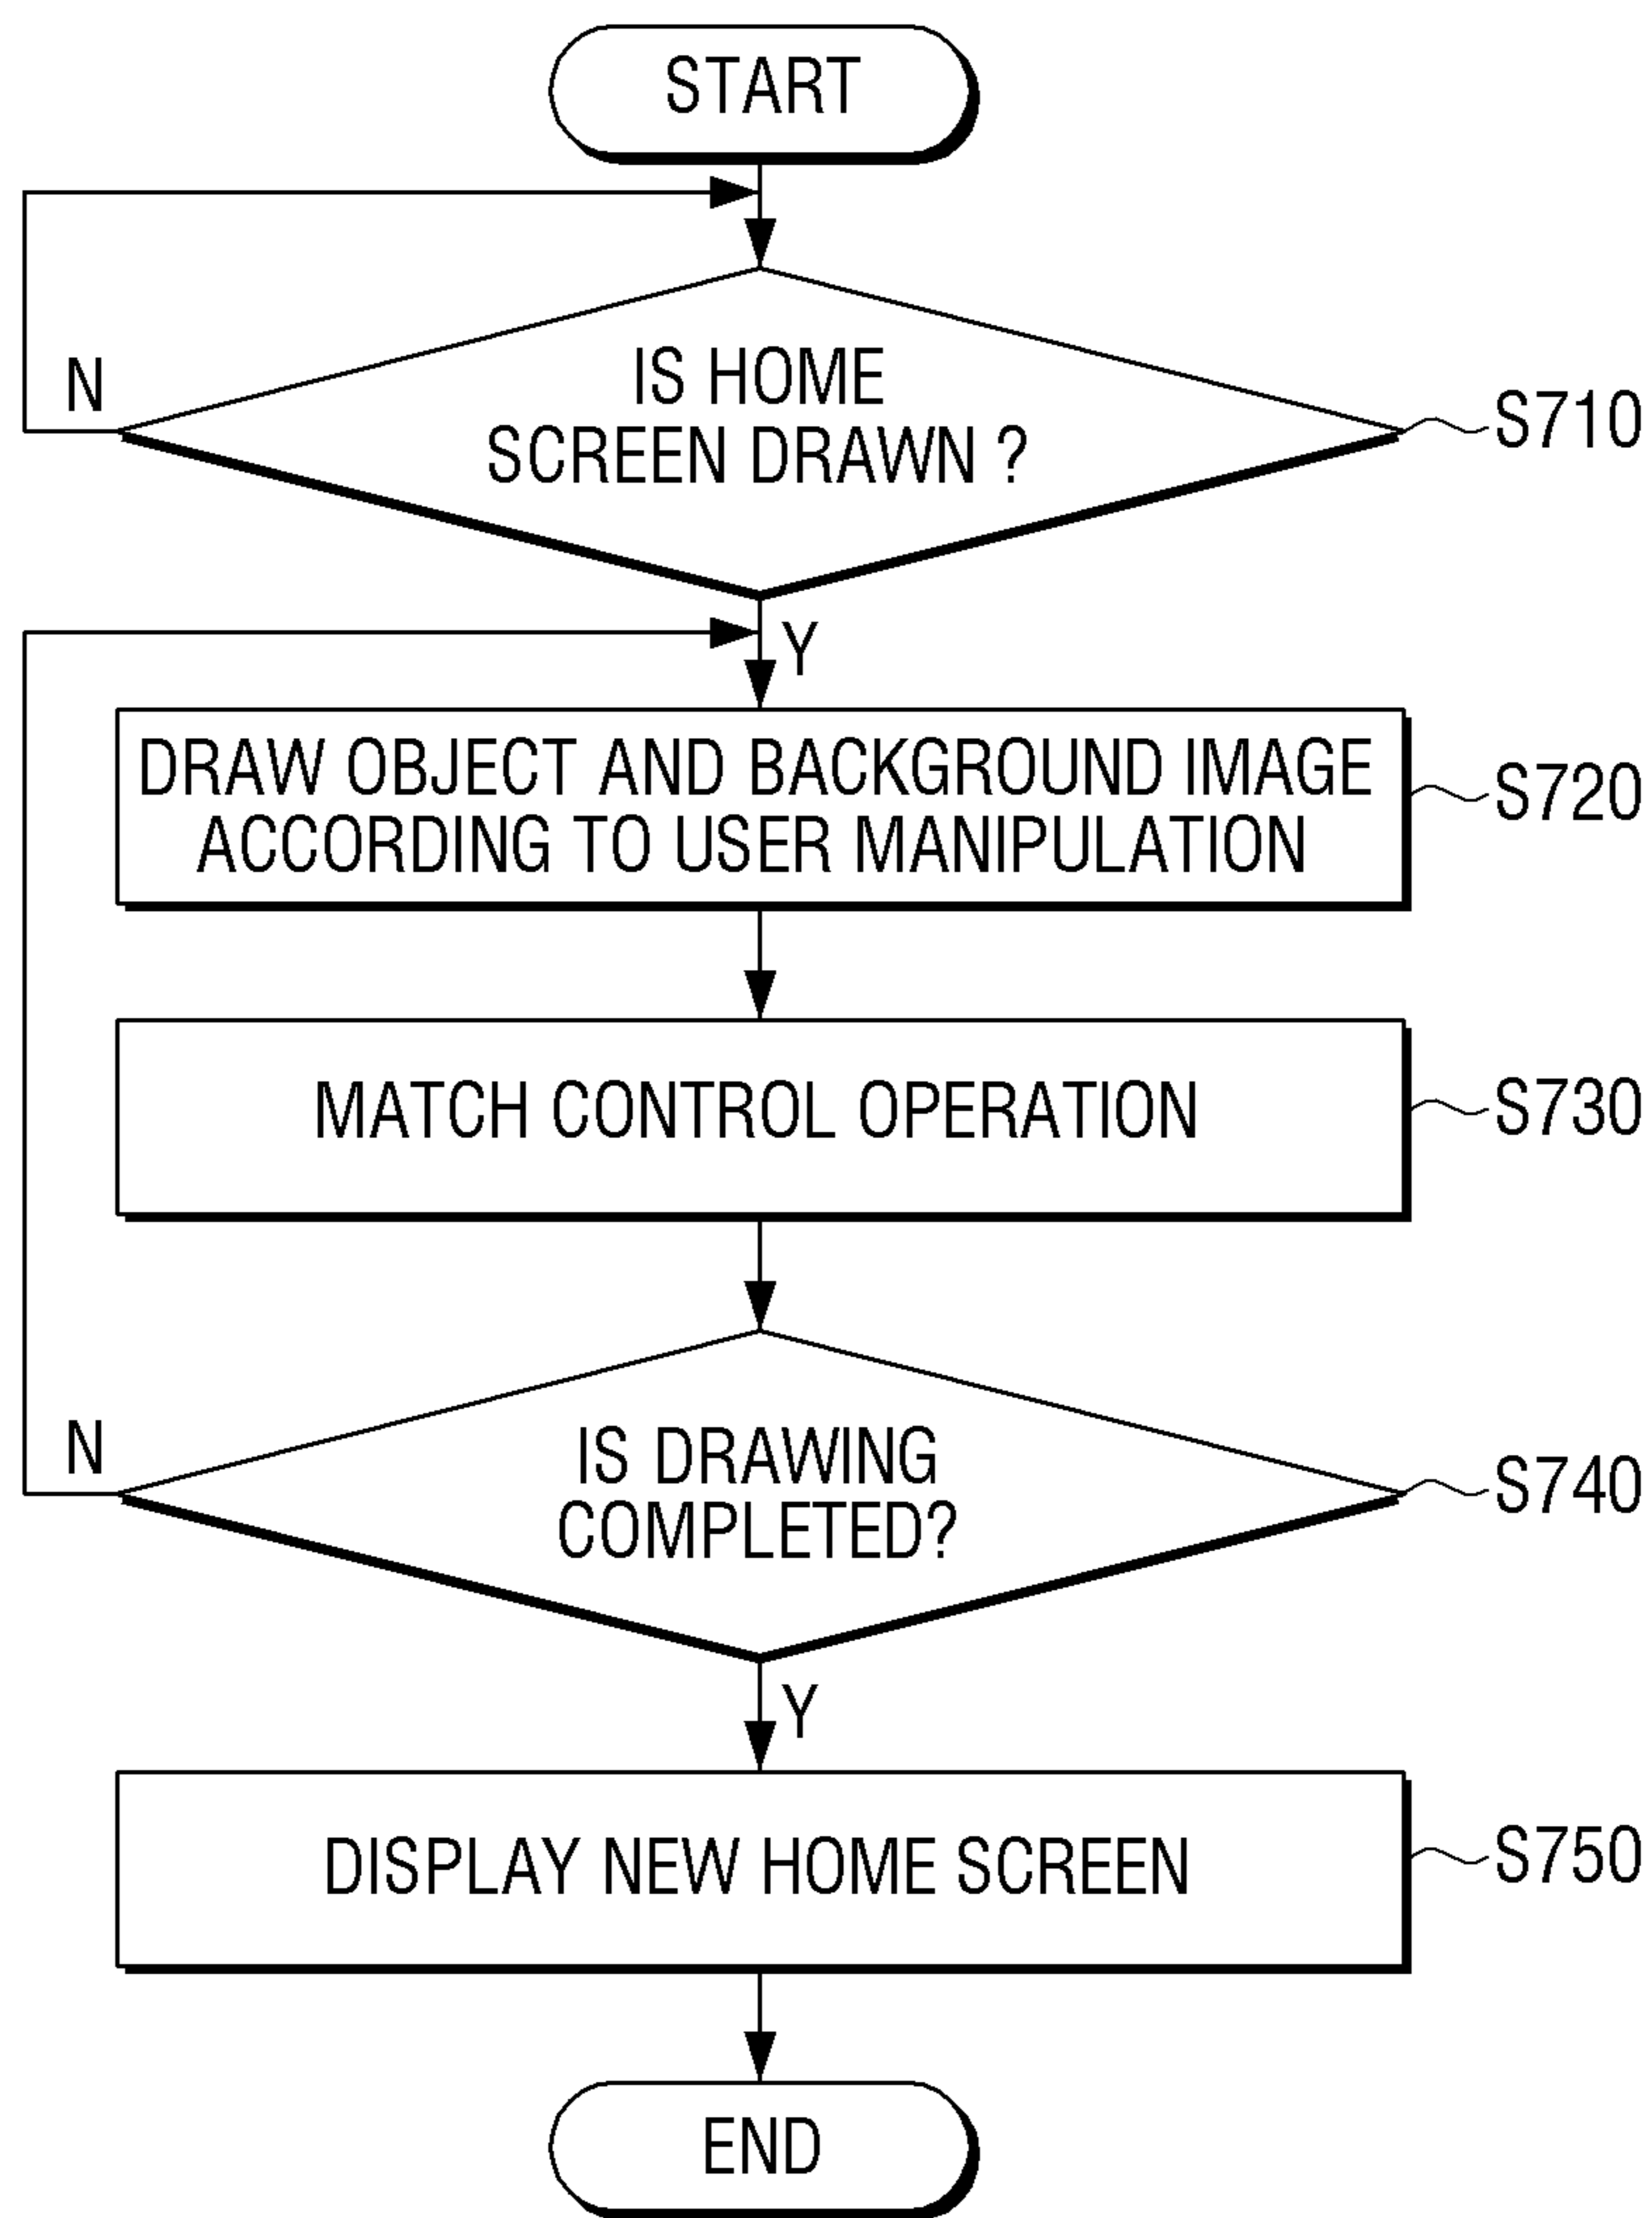 START
N
IS HOME
SCREEN DRAWN ?
S710
Y
DRAW OBJECT AND BACKGROUND IMAGE
ACCORDING TO USER MANIPULATION
S720
MATCH CONTROL OPERATION
S730
N
IS DRAWING
COMPLETED?
S740
Y
DISPLAY NEW HOME SCREEN
S750
END